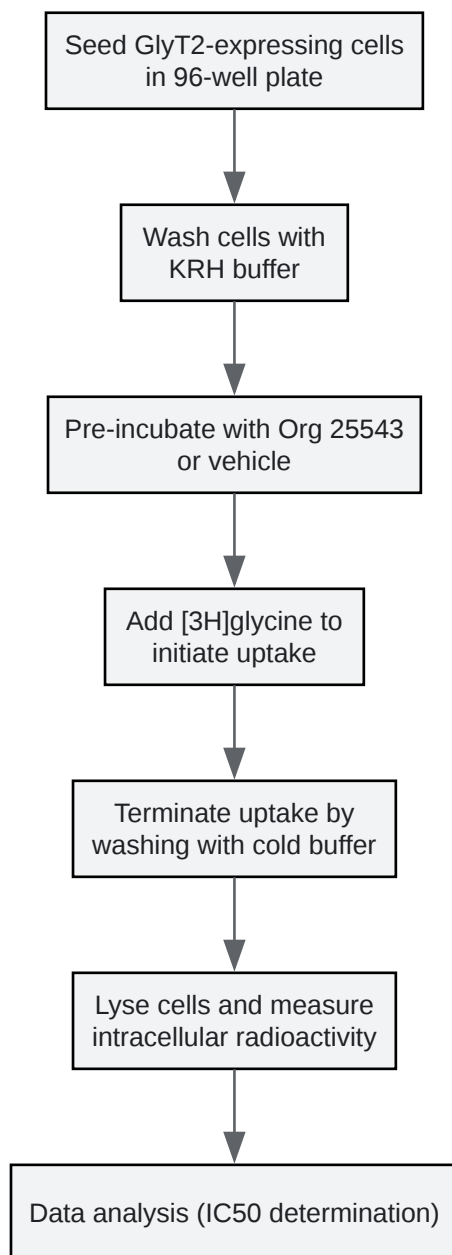 Seed GlyT2-expressing cells
in 96-well plate
Wash cells with
KRH buffer
Pre-incubate with Org 25543
or vehicle
Add [3H]glycine to
initiate uptake
Terminate uptake by
washing with cold buffer
Lyse cells and measure
intracellular radioactivity
Data analysis (IC50 determination)